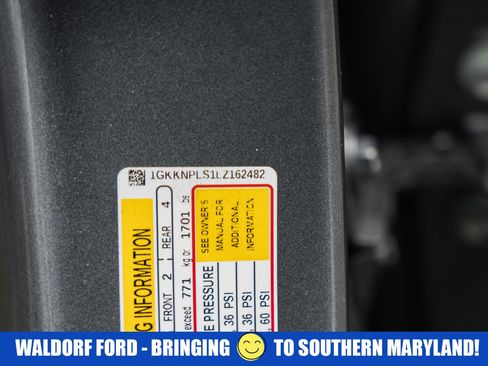 1GKKNPLS1LZ162482
G INFORMATION
FRONT 2 REAR 4
exceed 771 kg or 1701 lbs
SEE OWNER'S
MANUAL FOR
ADDITIONAL
INFORMATION
E PRESSURE
36 PSI
36 PSI
60 PSI
WALDORF FORD - BRINGING 😊 TO SOUTHERN MARYLAND!